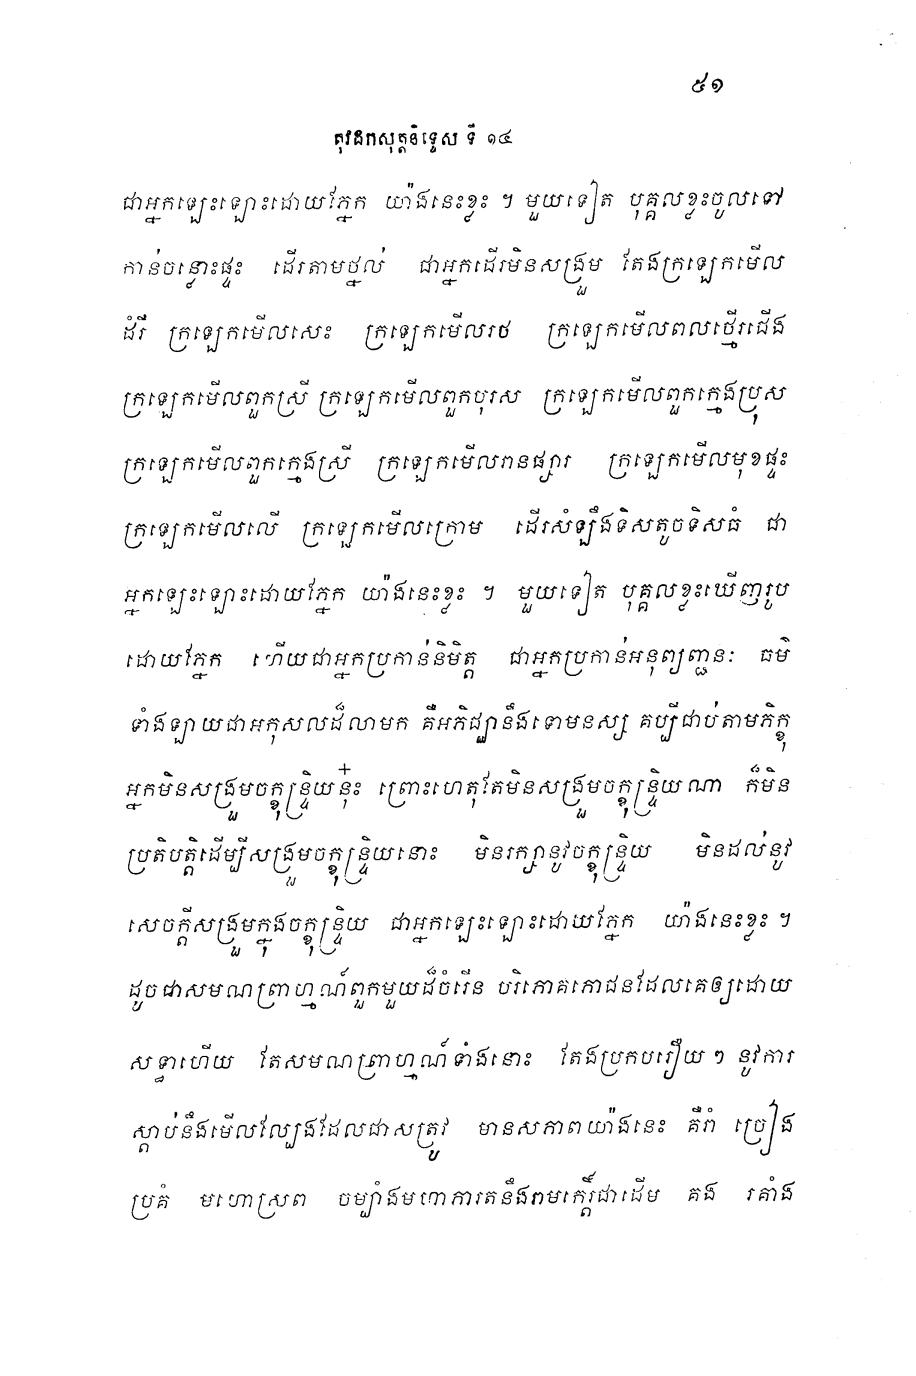 ៥១
តុវដកសុត្តនិទ្ទេស ទី ១៤
ជាអ្នកឡេះឡោះដោយភ្នែក យ៉ាងនេះខ្លះ ។ មួយទៀត បុគ្គលខ្លះចូលទៅ
កាន់ចន្លោះផ្ទះ ដើរតាមថ្នល់ ជាអ្នកដើរមិនសង្រួម តែងក្រឡេកមើល
ដំរី ក្រឡេកមើលសេះ ក្រឡេកមើលរថ ក្រឡេកមើលពលថ្មើរជើង
ក្រឡេកមើលពួកស្រី ក្រឡេកមើលពួកបុរស ក្រឡេកមើលពួកក្មេងប្រុស
ក្រឡេកមើលពួកក្មេងស្រី ក្រឡេកមើលរានផ្សារ ក្រឡេកមើលមុខផ្ទះ
ក្រឡេកមើលលើ ក្រឡេកមើលក្រោម ដើរសំឡឹងទិសតូចទិសធំ ជា
អ្នកឡេះឡោះដោយភ្នែក យ៉ាងនេះខ្លះ ។ មួយទៀត បុគ្គលខ្លះឃើញរូប
ដោយភ្នែក ហើយជាអ្នកប្រកាន់និមិត្ត ជាអ្នកប្រកាន់អនុព្យញ្ជនៈ ធម៌
ទាំងឡាយជាអកុសលដ៏លាមក គឺអភិជ្ឈានឹងទោមនស្ស គប្បីជាប់តាមភិក្ខុ
អ្នកមិនសង្រួមចក្ខុន្ទ្រិយនុ៎ះ ព្រោះហេតុតែមិនសង្រួមចក្ខុន្ទ្រិយណា ក៏មិន
ប្រតិបត្តិដើម្បីសង្រួមចក្ខុន្ទ្រិយនោះ មិនរក្សានូវចក្ខុន្ទ្រិយ មិនដល់នូវ
សេចក្តីសង្រួមក្នុងចក្ខុន្ទ្រិយ ជាអ្នកឡេះឡោះដោយភ្នែក យ៉ាងនេះខ្លះ ។
ដូចជាសមណព្រាហ្មណ៍ពួកមួយដ៏ចំរើន បរិភោគភោជនដែលគេឲ្យដោយ
សទ្ធាហើយ តែសមណព្រាហ្មណ៍ទាំងនោះ តែងប្រកបរឿយ ៗ នូវការ
ស្តាប់នឹងមើលល្បែងដែលជាសត្រូវ មានសភាពយ៉ាងនេះ គឺរាំ ច្រៀង
ប្រគំ មហោស្រព ចម្បាំងមហាភារតនឹងរាមកេរ្តិ៍ជាដើម គង រគាំង